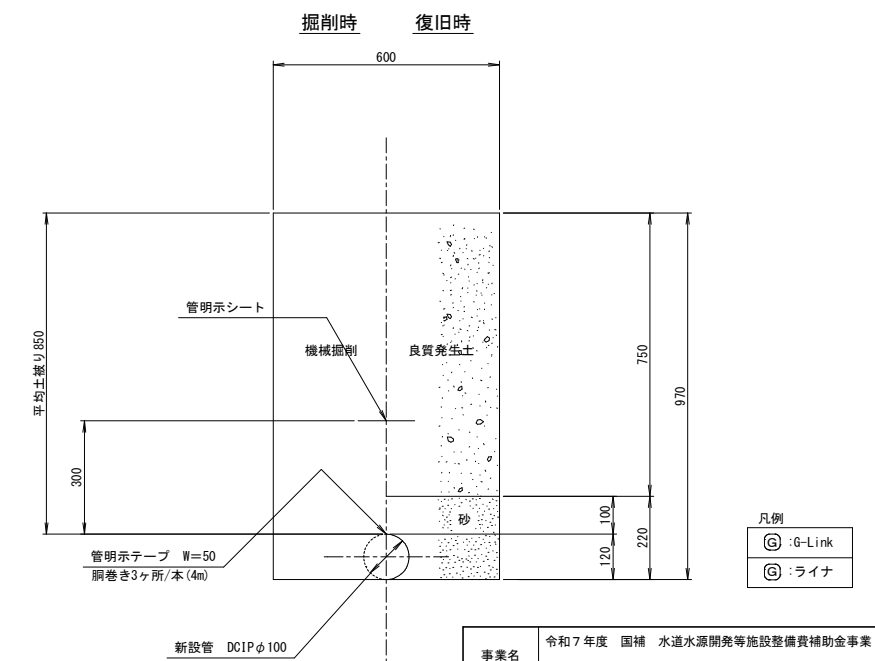 掘削時 復旧時
600
管明示シート
機械掘削 良質発生土
平均土被り850
750
970
300
砂
100
220
120
管明示テープ W=50
胴巻き3ヶ所/本(4m)
新設管 DCIPφ100
凡例
Ⓖ :G-Link
Ⓖ :ライナ
事業名 令和7年度 国補 水道水源開発等施設整備費補助金事業